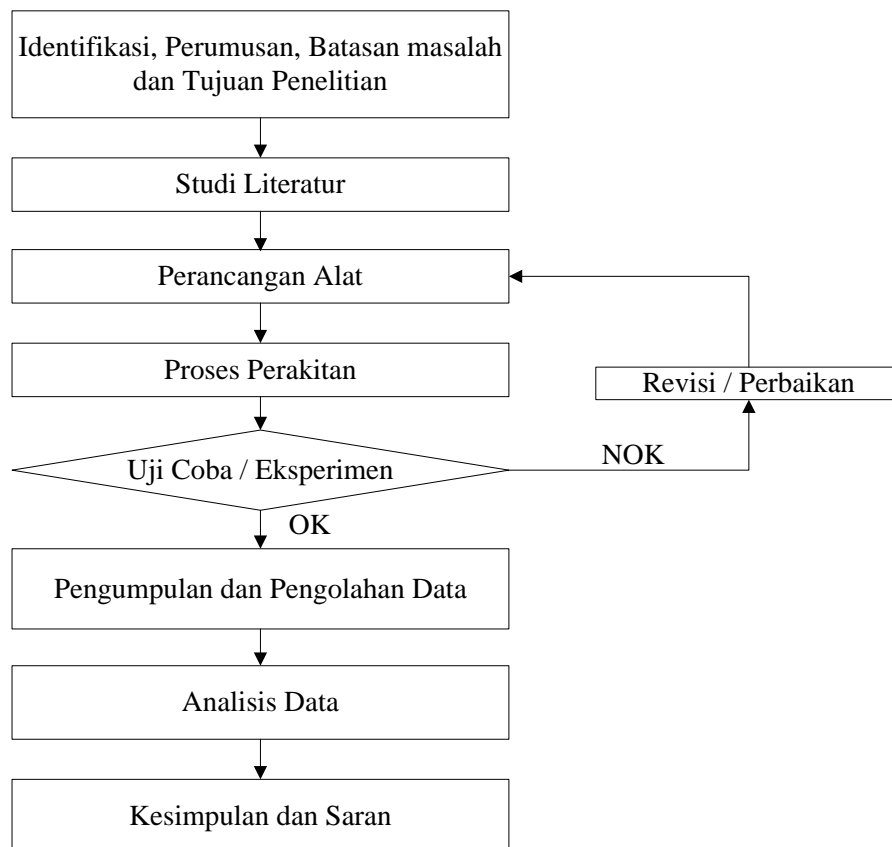 Identifikasi, Perumusan, Batasan masalah
dan Tujuan Penelitian
Studi Literatur
Perancangan Alat
Proses Perakitan
Revisi / Perbaikan
Uji Coba / Eksperimen
NOK
OK
Pengumpulan dan Pengolahan Data
Analisis Data
Kesimpulan dan Saran